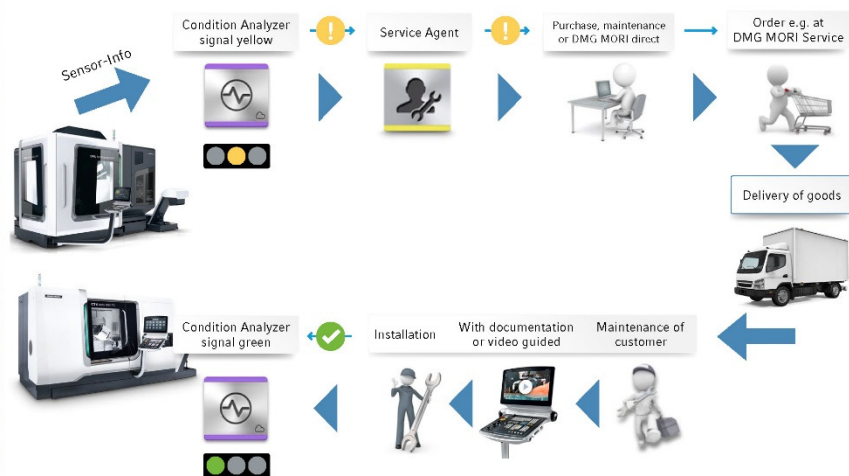 Condition Analyzer
signal yellow
Service Agent
Purchase, maintenance
or DMG MORI direct
Order e.g. at
DMG MORI Service
Sensor-Info
Delivery of goods
Condition Analyzer
signal green
Installation
With documentation
or video guided
Maintenance of
customer